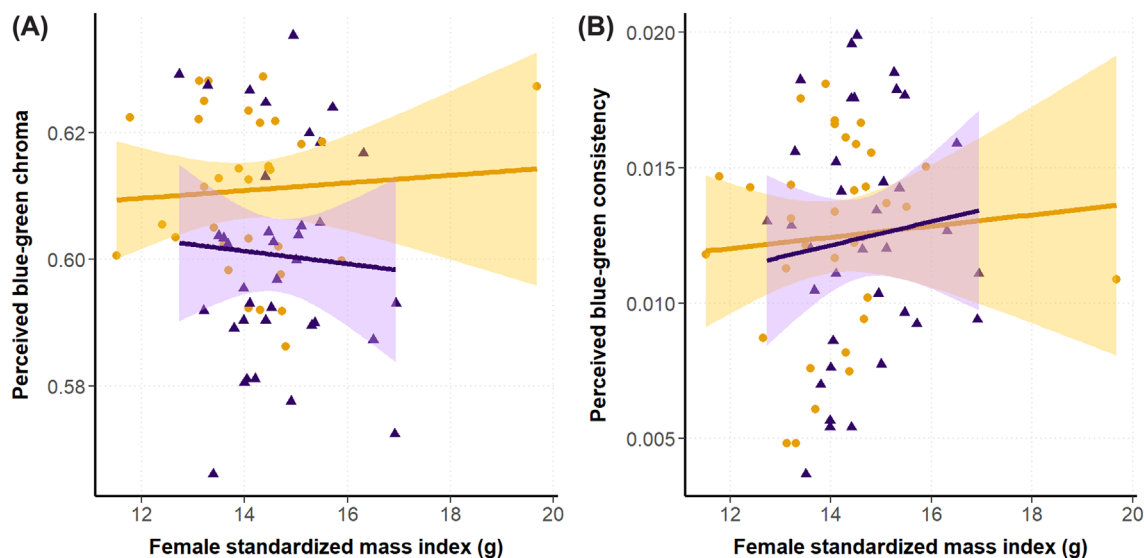 (A)
Perceived blue-green chroma
0.62
0.60
0.58
12 14 16 18 20
Female standardized mass index (g)
(B)
Perceived blue-green consistency
0.020
0.015
0.010
0.005
12 14 16 18 20
Female standardized mass index (g)